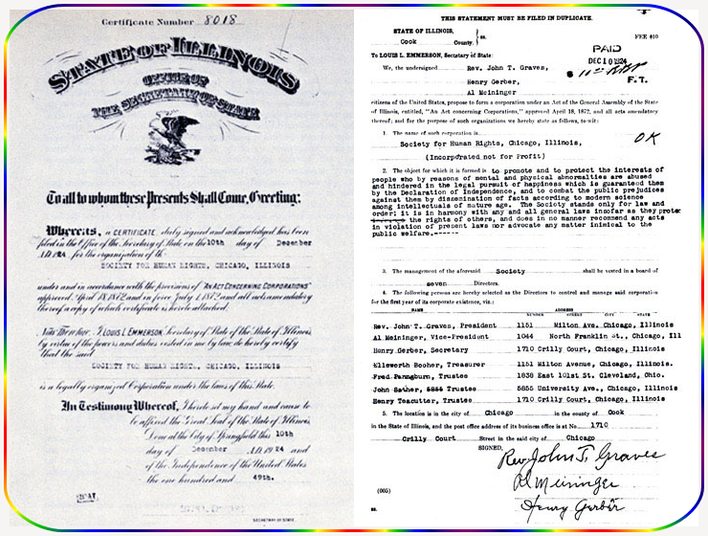 Certificate Number 8018
STATE OF ILLINOIS
OFFICE OF
THE SECRETARY OF STATE
To all to whom these Presents Shall Come, Greeting:
Whereas, a CERTIFICATE, duly signed and acknowledged has been
filed in the Office of the Secretary of State on the 10th day of December
A.D. 1924 for the organization of the
SOCIETY FOR HUMAN RIGHTS, CHICAGO, ILLINOIS
under and in accordance with the provisions of "AN ACT CONCERNING CORPORATIONS"
approved April 18, 1872, and in force July 1, 1872, and all acts amendatory
thereof, a copy of which certificate is hereto attached.
Now Therefore, I LOUIS L. EMMERSON, Secretary of State of the State of Illinois,
by virtue of the powers and duties vested in me by law, do hereby certify
that the said
SOCIETY FOR HUMAN RIGHTS, CHICAGO, ILLINOIS
is a legally organized Corporation under the laws of this State.
In Testimony Whereof, I hereto set my hand and cause to
be affixed the Great Seal of the State of Illinois,
Done at the City of Springfield this 10th
day of December A.D. 1924 and
of the Independence of the United States
the one hundred and 49th.
SECRETARY OF STATE
THIS STATEMENT MUST BE FILED IN DUPLICATE.
STATE OF ILLINOIS,
Cook County. ss.
FEE $10
To LOUIS L. EMMERSON, Secretary of State:
PAID
DEC 10 1924
We, the undersigned Rev. John T. Graves,
F.T.
Henry Gerber,
Al Meininger
citizens of the United States, propose to form a corporation under an Act of the General Assembly of the State
of Illinois, entitled, "An Act concerning Corporations," approved April 18, 1872, and all acts amendatory
thereof; and for the purpose of such organizations we hereby state as follows, to-wit:
1. The name of such corporation is
OK
Society for Human Rights, Chicago, Illinois,
(Incorporated not for Profit)
2. The object for which it is formed is to promote and to protect the interests of
people who by reasons of mental and physical abnormalities are abused
and hindered in the legal pursuit of happiness which is guaranteed them
by the Declaration of Independence, and to combat the public prejudices
against them by dissemination of facts according to modern science
among intellectuals of mature age. The Society stands only for law and
order; it is in harmony with any and all general laws insofar as they protec
the rights of others, and does in no manner recommend any acts
in violation of present laws nor advocate any matter inimical to the
public welfare.------
3. The management of the aforesaid Society shall be vested in a board of
seven Directors.
4. The following persons are hereby selected as the Directors to control and manage said corporatio
for the first year of its corporate existence, viz.:
NAME ADDRESS
NUMBER STREET CITY STATE
Rev. John T. Graves, President 1151 Milton Ave. Chicago, Illinois
Al Meininger, Vice-President 1044 North Franklin St., Chicago, Ill
Henry Gerber, Secretary 1710 Crilly Court, Chicago, Illinois
Ellsworth Booher, Treasurer 1151 Milton Avenue, Chicago, Illinois
Fred Panngburn, Trustee 1838 East 101st St. Cleveland, Ohio.
John Sather, Trustee 5855 University Ave., Chicago, Illinois
Henry Teacutter, Trustee 1710 Crilly Court, Chicago, Illinois
5. The location is in the city of Chicago in the county of Cook
in the State of Illinois, and the post office address of its business office is at No. 1710
Crilly Court Street in the said city of Chicago
SIGNED,
Rev. John T. Graves
Al Meininger
Henry Gerber
(605)